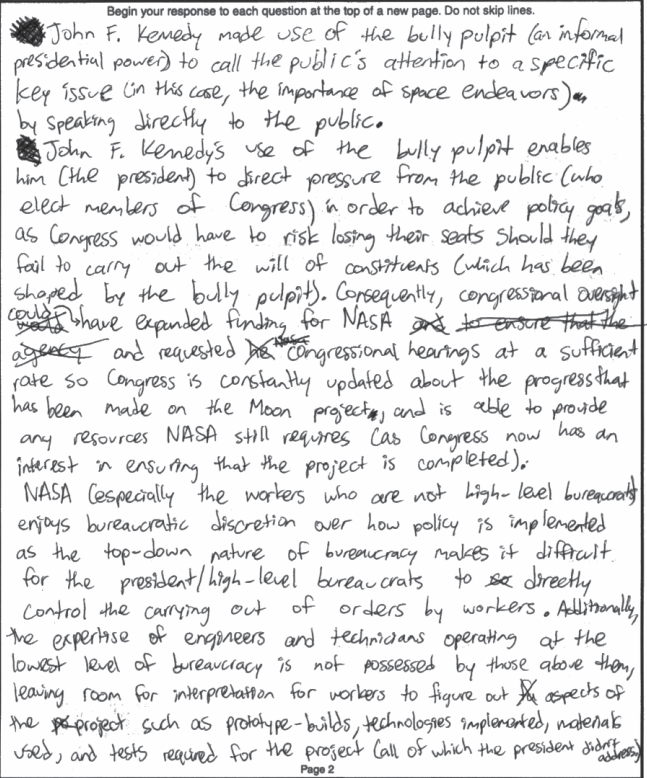 Begin your response to each question at the top of a new page. Do not skip lines.
John F. Kennedy made use of the bully pulpit (an informal
presidential power) to call the public's attention to a specific
key issue (in this case, the importance of space endeavors)
by speaking directly to the public.
John F. Kennedy's use of the bully pulpit enables
him (the president) to direct pressure from the public (who
elect members of Congress) in order to achieve policy goals,
as Congress would have to risk losing their seats should they
fail to carry out the will of constituents (which has been
shaped by the bully pulpit). Consequently, congressional oversight
could have expanded funding for NASA and to ensure that the
agency and requested NASA congressional hearings at a sufficient
rate so Congress is constantly updated about the progress that
has been made on the Moon project, and is able to provide
any resources NASA still requires (as Congress now has an
interest in ensuring that the project is completed).
NASA (especially the workers who are not high-level bureaucrats)
enjoys bureaucratic discretion over how policy is implemented
as the top-down nature of bureaucracy makes it difficult
for the president/high-level bureaucrats to directly
control the carrying out of orders by workers. Additionally,
the expertise of engineers and technicians operating at the
lowest level of bureaucracy is not possessed by those above them,
leaving room for interpretation for workers to figure out aspects of
the project such as prototype-builds, technologies implemented, materials
used, and tests required for the project (all of which the president didn't address)
Page 2